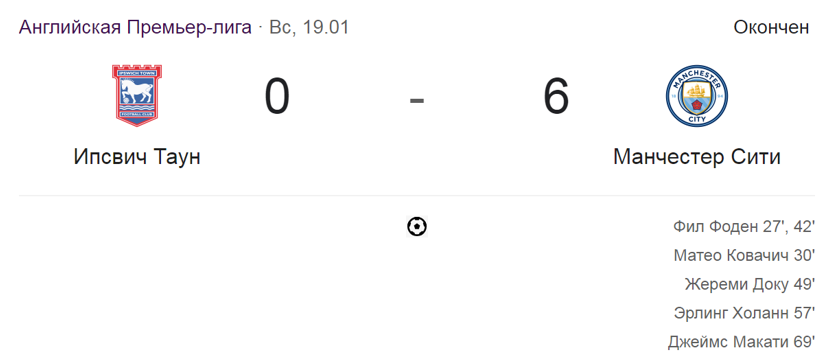 Английская Премьер-лига · Вс, 19.01
Окончен
IPSWICH TOWN
FOOTBALL CLUB
0 - 6
MANCHESTER
CITY
Ипсвич Таун
Манчестер Сити
Фил Фоден 27', 42'
Матео Ковачич 30'
Жереми Доку 49'
Эрлинг Холанн 57'
Джеймс Макати 69'